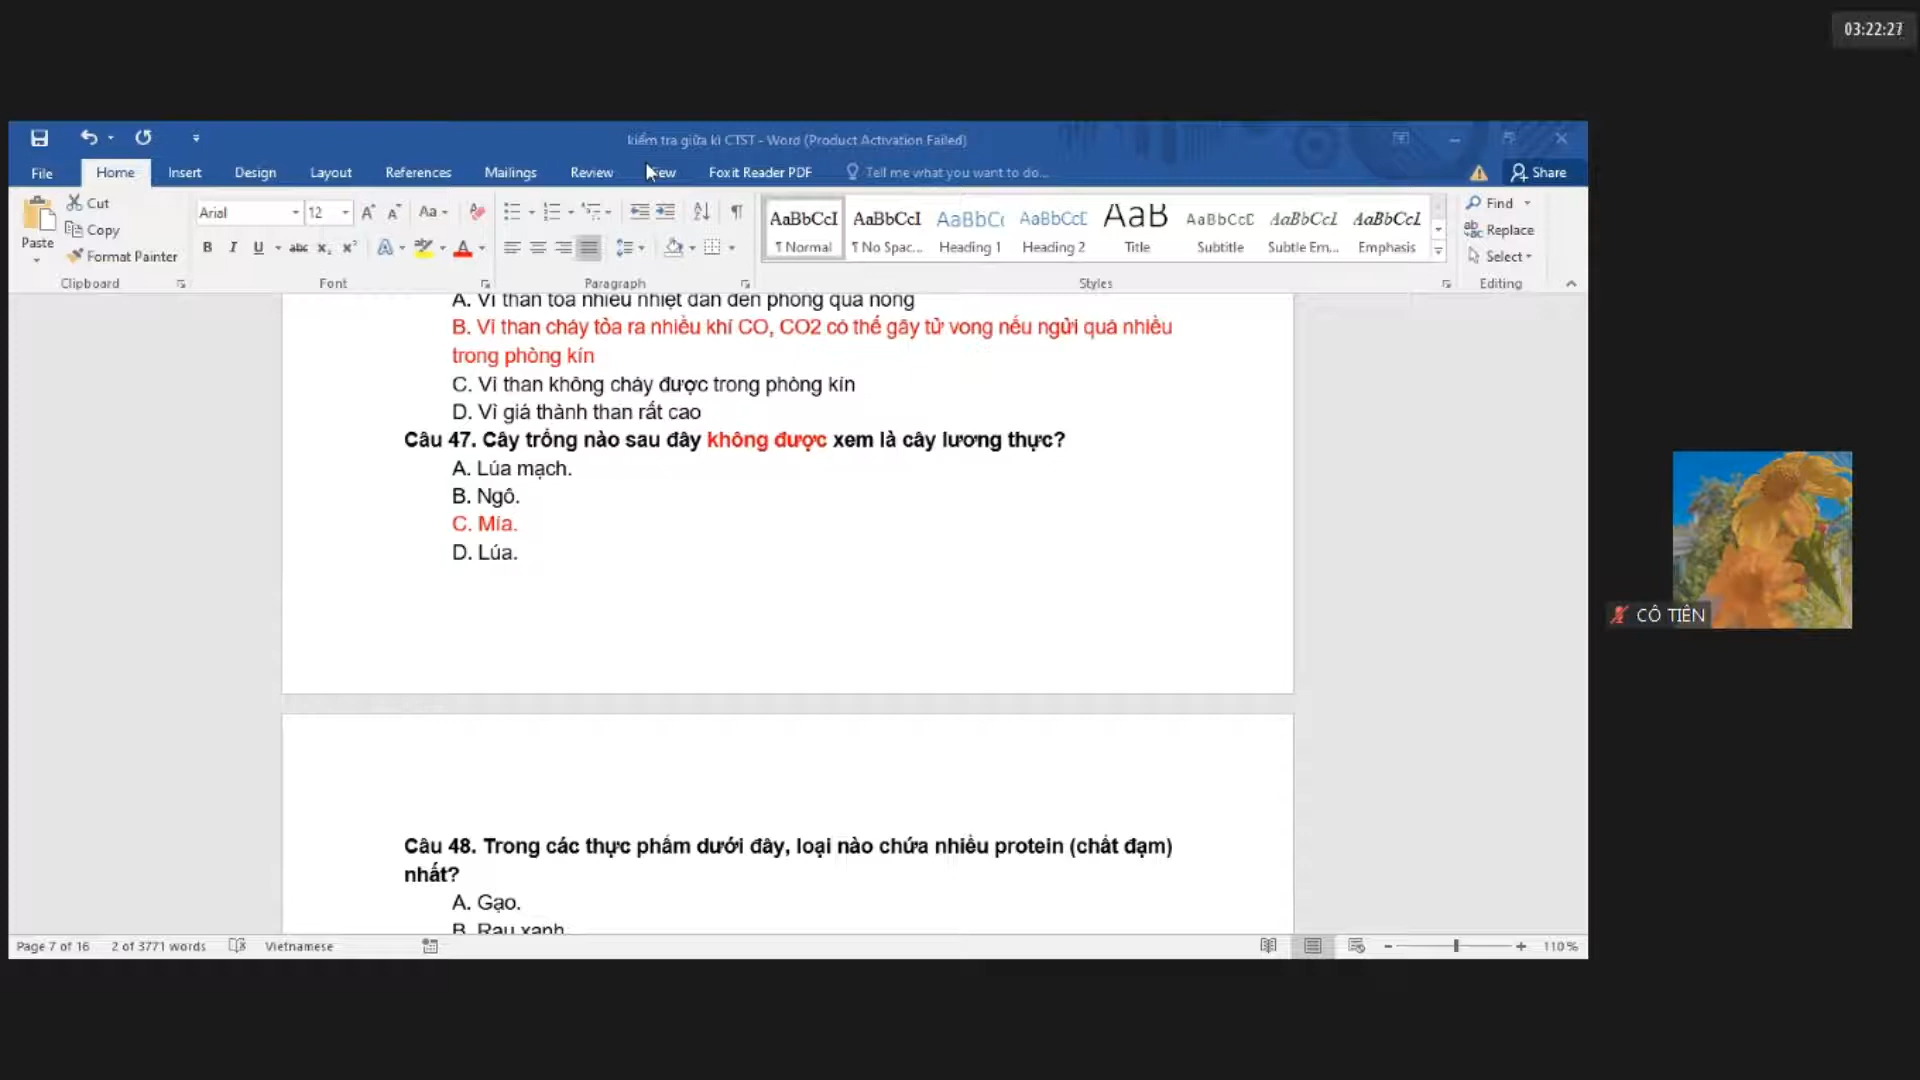 03:22:27
kiểm tra giữa kì CTST - Word (Product Activation Failed)
File Home Insert Design Layout References Mailings Review View Foxit Reader PDF Tell me what you want to do... Share
Paste Cut Copy Format Painter
Clipboard
Arial 12
Font
Paragraph
AaBbCcI AaBbCcI AaBbC AaBbCcD AaB AaBbCcD AaBbCcI AaBbCcI
¶ Normal ¶ No Spac... Heading 1 Heading 2 Title Subtitle Subtle Em... Emphasis
Styles
Find
Replace
Select
Editing
A. Vì than tỏa nhiều nhiệt dẫn đến phòng quá nóng
B. Vì than cháy tỏa ra nhiều khí CO, CO2 có thể gây tử vong nếu ngửi quá nhiều
trong phòng kín
C. Vì than không cháy được trong phòng kín
D. Vì giá thành than rất cao
Câu 47. Cây trồng nào sau đây không được xem là cây lương thực?
A. Lúa mạch.
B. Ngô.
C. Mía.
D. Lúa.
CÔ TIÊN
Câu 48. Trong các thực phẩm dưới đây, loại nào chứa nhiều protein (chất đạm)
nhất?
A. Gạo.
B. Rau xanh
Page 7 of 16 2 of 3771 words Vietnamese 110%